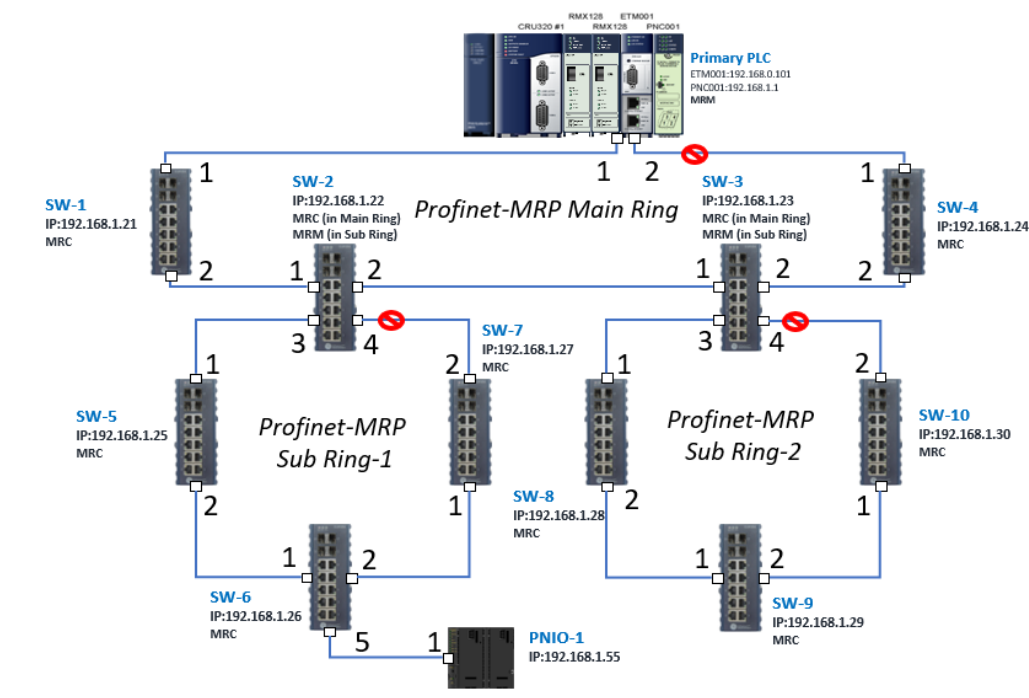 RMX128 ETM001
CRU320 #1 RMX128 PNC001
Primary PLC
ETM001:192.168.0.101
PNC001:192.168.1.1
MRM
1
2
1
1
SW-1
IP:192.168.1.21
MRC
2
SW-2
IP:192.168.1.22
MRC (in Main Ring)
MRM (in Sub Ring)
Profinet-MRP Main Ring
SW-3
IP:192.168.1.23
MRC (in Main Ring)
MRM (in Sub Ring)
SW-4
IP:192.168.1.24
MRC
2
1
2
1
2
3
4
3
4
SW-7
IP:192.168.1.27
MRC
1
2
1
2
SW-5
IP:192.168.1.25
MRC
Profinet-MRP
Sub Ring-1
Profinet-MRP
Sub Ring-2
SW-10
IP:192.168.1.30
MRC
2
1
SW-8
IP:192.168.1.28
MRC
2
1
1
2
1
2
SW-6
IP:192.168.1.26
MRC
SW-9
IP:192.168.1.29
MRC
5
1
PNIO-1
IP:192.168.1.55